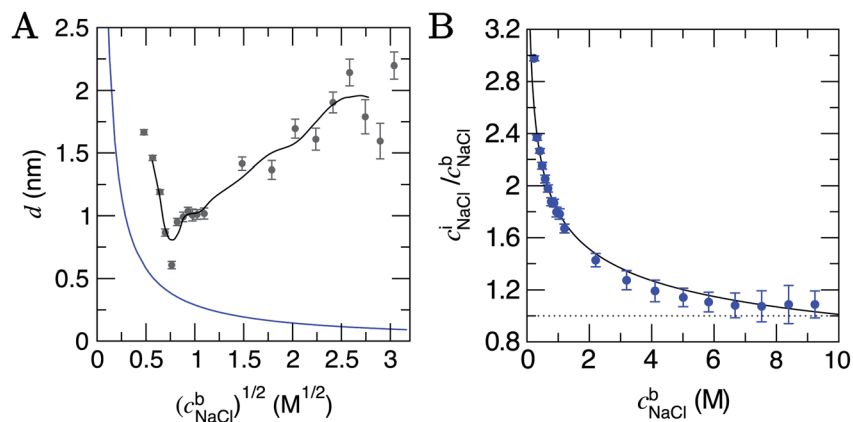 A
2.5
2
1.5
1
0.5
0
d (nm)
0 0.5 1 1.5 2 2.5 3
(c^b_NaCl)^1/2 (M^1/2)
B
3.2
2.8
2.4
2
1.6
1.2
0.8
c^i_NaCl/c^b_NaCl
0 2 4 6 8 10
c^b_NaCl (M)